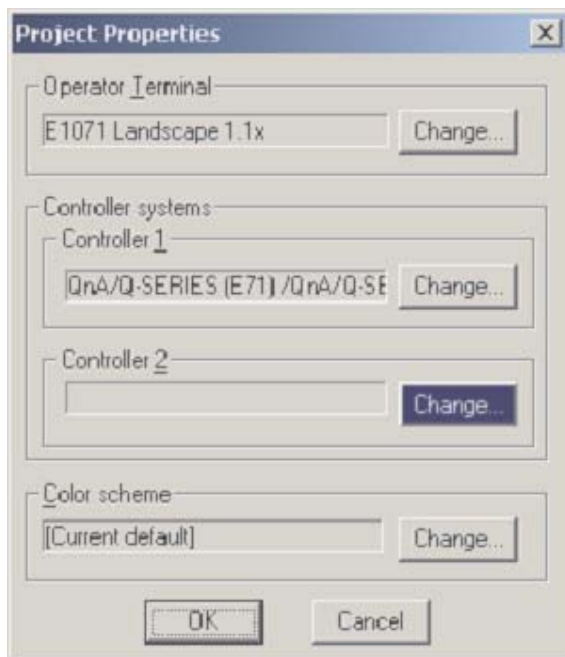 Project Properties
Operator Terminal
E1071 Landscape 1.1x
Change...
Controller systems
Controller 1
QnA/Q-SERIES (E71) /QnA/Q-SE
Change...
Controller 2
Change...
Color scheme
[Current default]
Change...
OK
Cancel